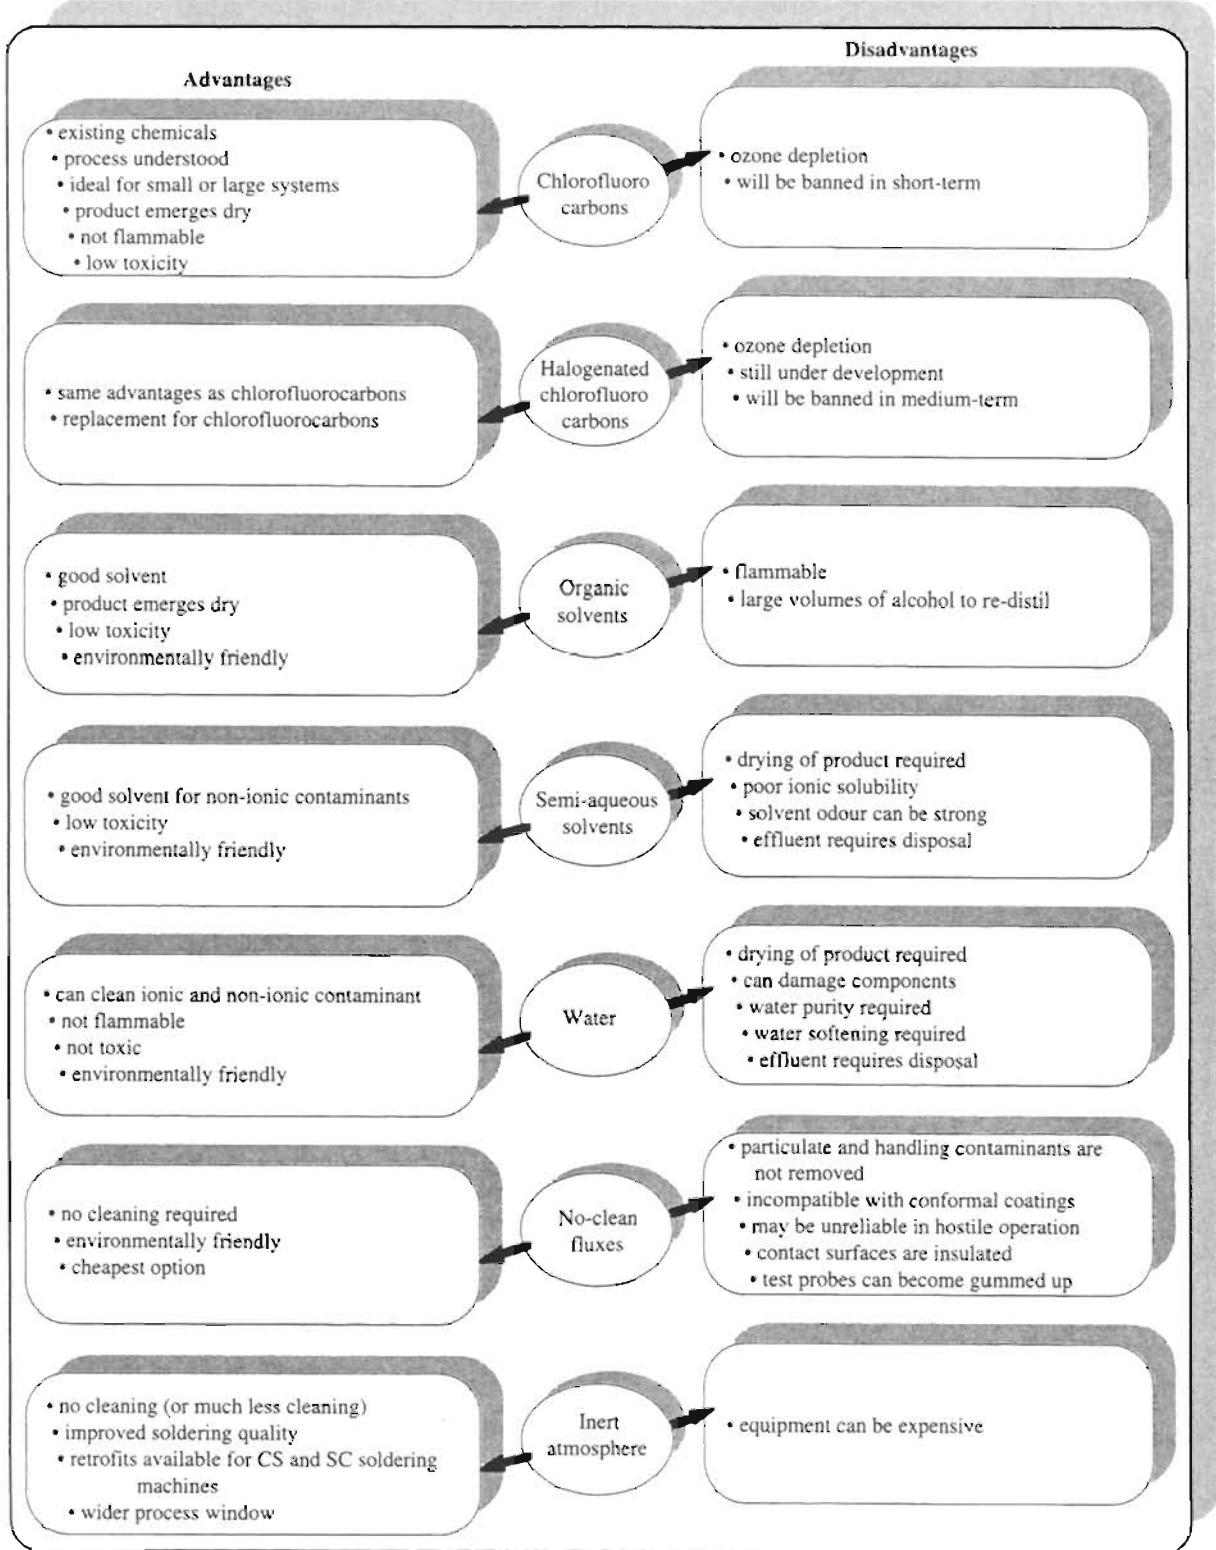 Advantages
Disadvantages
• existing chemicals
• process understood
• ideal for small or large systems
• product emerges dry
• not flammable
• low toxicity
Chlorofluoro
carbons
• ozone depletion
• will be banned in short-term
• same advantages as chlorofluorocarbons
• replacement for chlorofluorocarbons
Halogenated
chlorofluoro
carbons
• ozone depletion
• still under development
• will be banned in medium-term
• good solvent
• product emerges dry
• low toxicity
• environmentally friendly
Organic
solvents
• flammable
• large volumes of alcohol to re-distil
• good solvent for non-ionic contaminants
• low toxicity
• environmentally friendly
Semi-aqueous
solvents
• drying of product required
• poor ionic solubility
• solvent odour can be strong
• effluent requires disposal
• can clean ionic and non-ionic contaminant
• not flammable
• not toxic
• environmentally friendly
Water
• drying of product required
• can damage components
• water purity required
• water softening required
• effluent requires disposal
• no cleaning required
• environmentally friendly
• cheapest option
No-clean
fluxes
• particulate and handling contaminants are
not removed
• incompatible with conformal coatings
• may be unreliable in hostile operation
• contact surfaces are insulated
• test probes can become gummed up
• no cleaning (or much less cleaning)
• improved soldering quality
• retrofits available for CS and SC soldering
machines
• wider process window
Inert
atmosphere
• equipment can be expensive